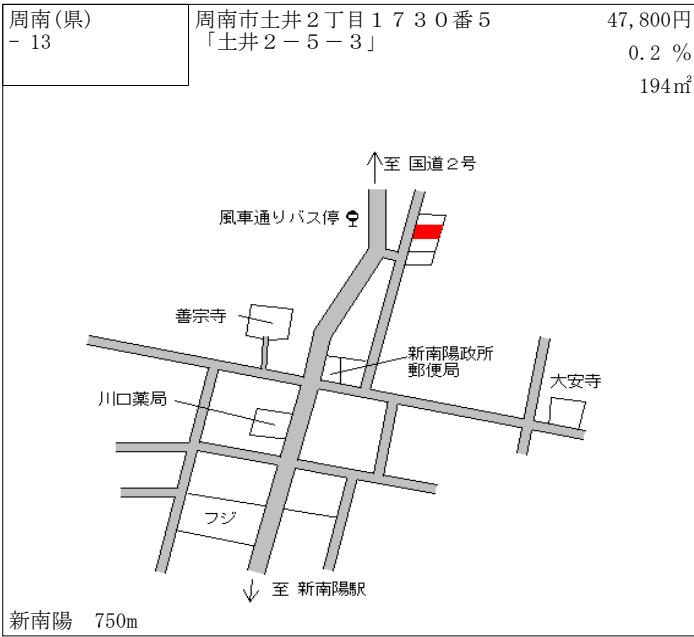 周南(県)
- 13
周南市土井２丁目１７３０番５
「土井２－５－３」
47,800円
0.2 %
194㎡
至 国道２号
風車通りバス停
善宗寺
新南陽政所
郵便局
大安寺
川口薬局
フジ
至 新南陽駅
新南陽　750m